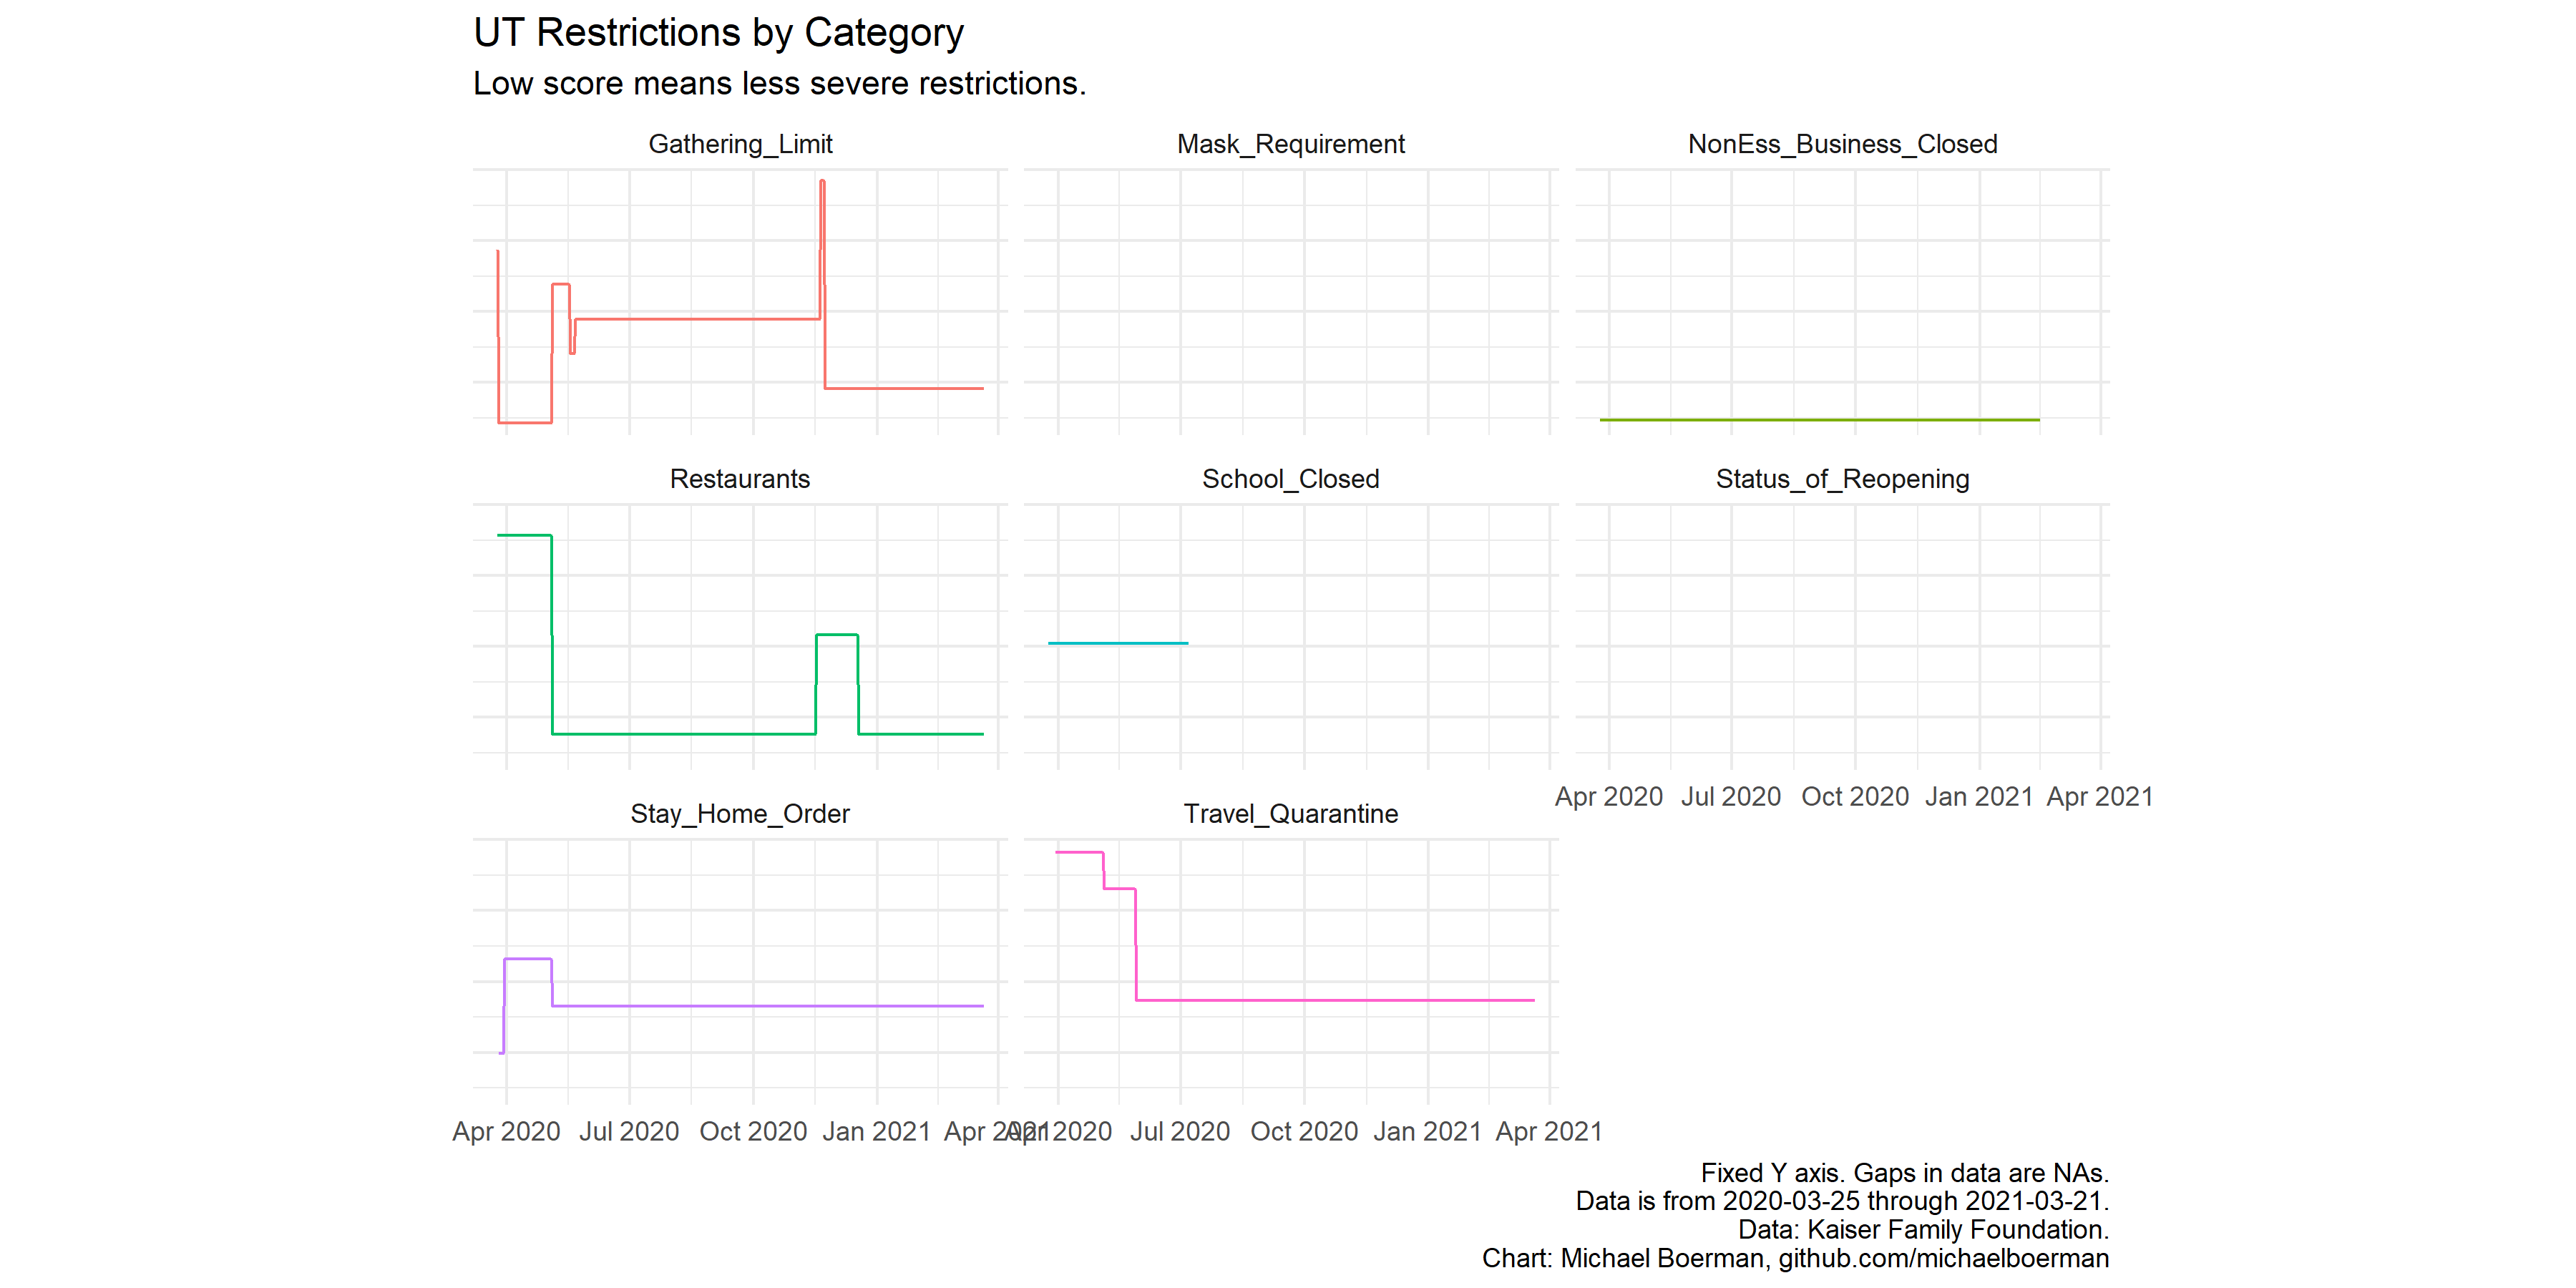 UT Restrictions by Category
Low score means less severe restrictions.
Gathering_Limit
Mask_Requirement
NonEss_Business_Closed
Restaurants
School_Closed
Status_of_Reopening
Apr 2020 Jul 2020 Oct 2020 Jan 2021 Apr 2021
Stay_Home_Order
Travel_Quarantine
Apr 2020 Jul 2020 Oct 2020 Jan 2021 Apr 2021
Apr 2020 Jul 2020 Oct 2020 Jan 2021 Apr 2021
Fixed Y axis. Gaps in data are NAs.
Data is from 2020-03-25 through 2021-03-21.
Data: Kaiser Family Foundation.
Chart: Michael Boerman, github.com/michaelboerman